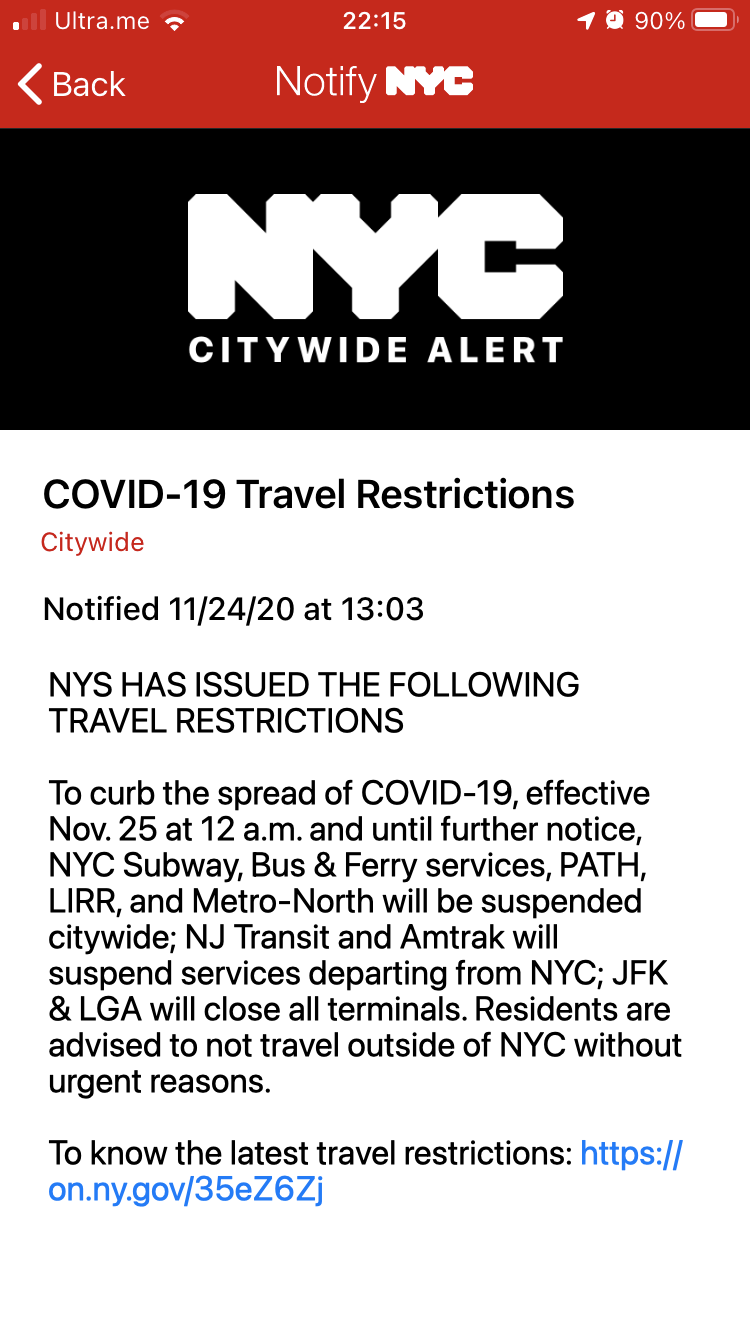 Ultra.me 22:15 90%
Back Notify NYC
NYC
CITYWIDE ALERT
COVID-19 Travel Restrictions
Citywide
Notified 11/24/20 at 13:03
NYS HAS ISSUED THE FOLLOWING
TRAVEL RESTRICTIONS
To curb the spread of COVID-19, effective
Nov. 25 at 12 a.m. and until further notice,
NYC Subway, Bus & Ferry services, PATH,
LIRR, and Metro-North will be suspended
citywide; NJ Transit and Amtrak will
suspend services departing from NYC; JFK
& LGA will close all terminals. Residents are
advised to not travel outside of NYC without
urgent reasons.
To know the latest travel restrictions: https://
on.ny.gov/35eZ6Zj